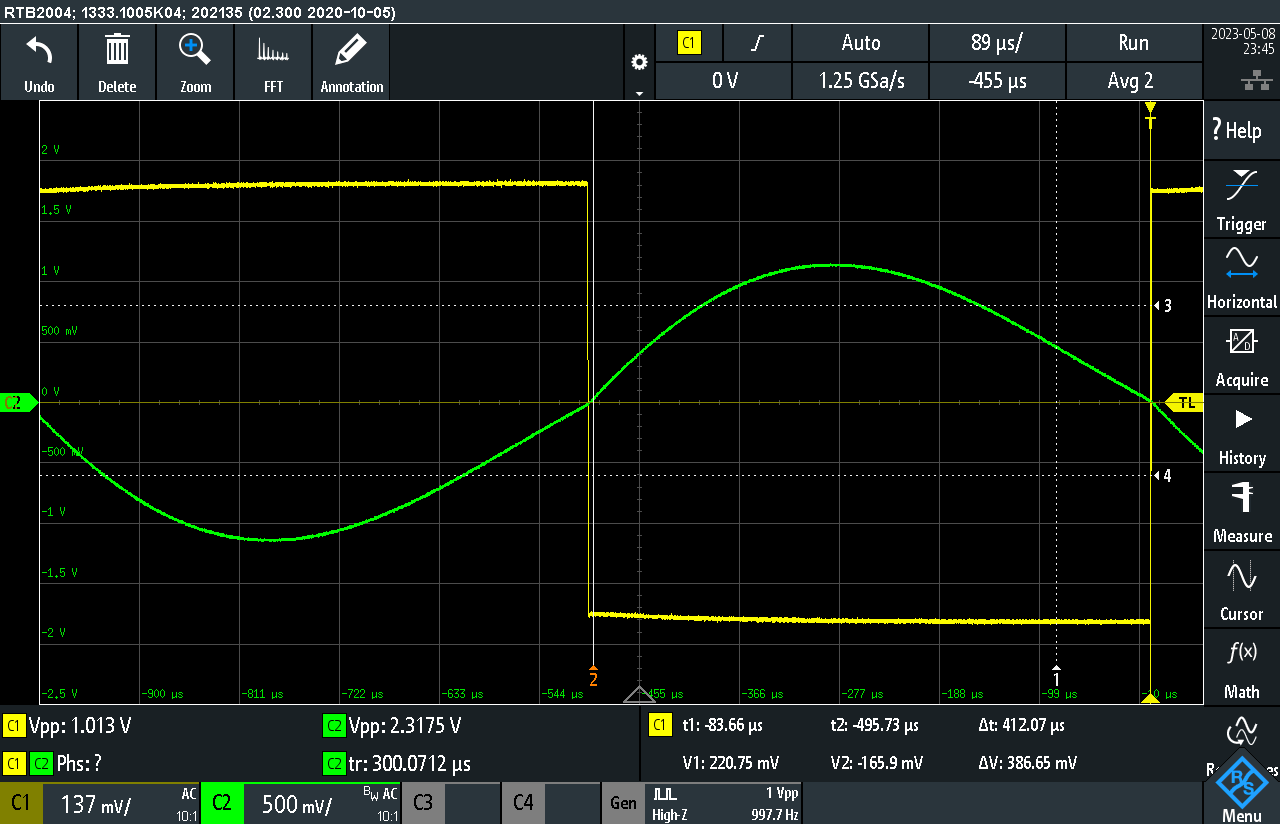 RTB2004; 1333.1005K04; 202135 (02.300 2020-10-05)
Undo Delete Zoom FFT Annotation
C1 Auto 89 µs/ Run
0 V 1.25 GSa/s -455 µs Avg 2
2023-05-08
23:45
? Help
Trigger
Horizontal
A/D
Acquire
History
Measure
Cursor
f(x)
Math
Menu
T
2 V
1.5 V
1 V
500 mV
0 V
-500 mV
-1 V
-1.5 V
-2 V
-2.5 V
C2
TL
3
4
2
1
-900 µs -811 µs -722 µs -633 µs -544 µs -455 µs -366 µs -277 µs -188 µs -99 µs -10 µs
C1 Vpp: 1.013 V C2 Vpp: 2.3175 V
C1 C2 Phs: ? C2 tr: 300.0712 µs
C1 t1: -83.66 µs t2: -495.73 µs Δt: 412.07 µs
V1: 220.75 mV V2: -165.9 mV ΔV: 386.65 mV
C1 137 mV/ AC 10:1
C2 500 mV/ BW AC 10:1
C3
C4
Gen High-Z 1 Vpp 997.7 Hz
R&S